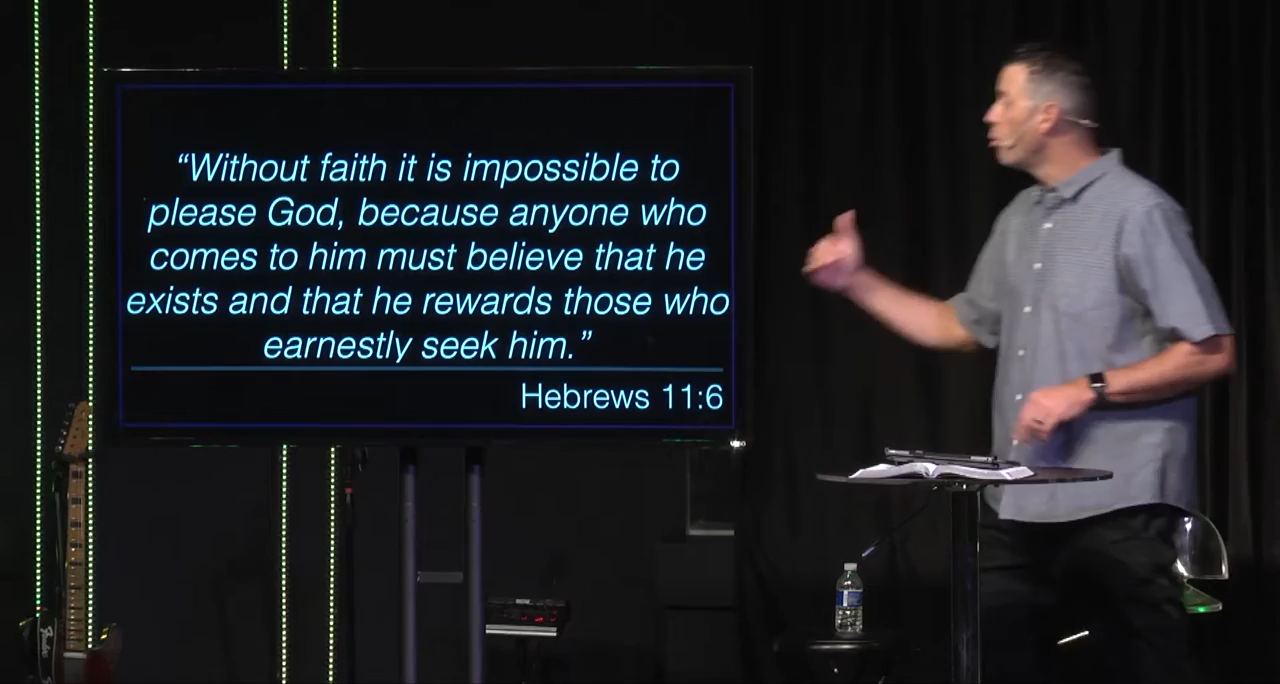 “Without faith it is impossible to
please God, because anyone who
comes to him must believe that he
exists and that he rewards those who
earnestly seek him.”
Hebrews 11:6
Fender